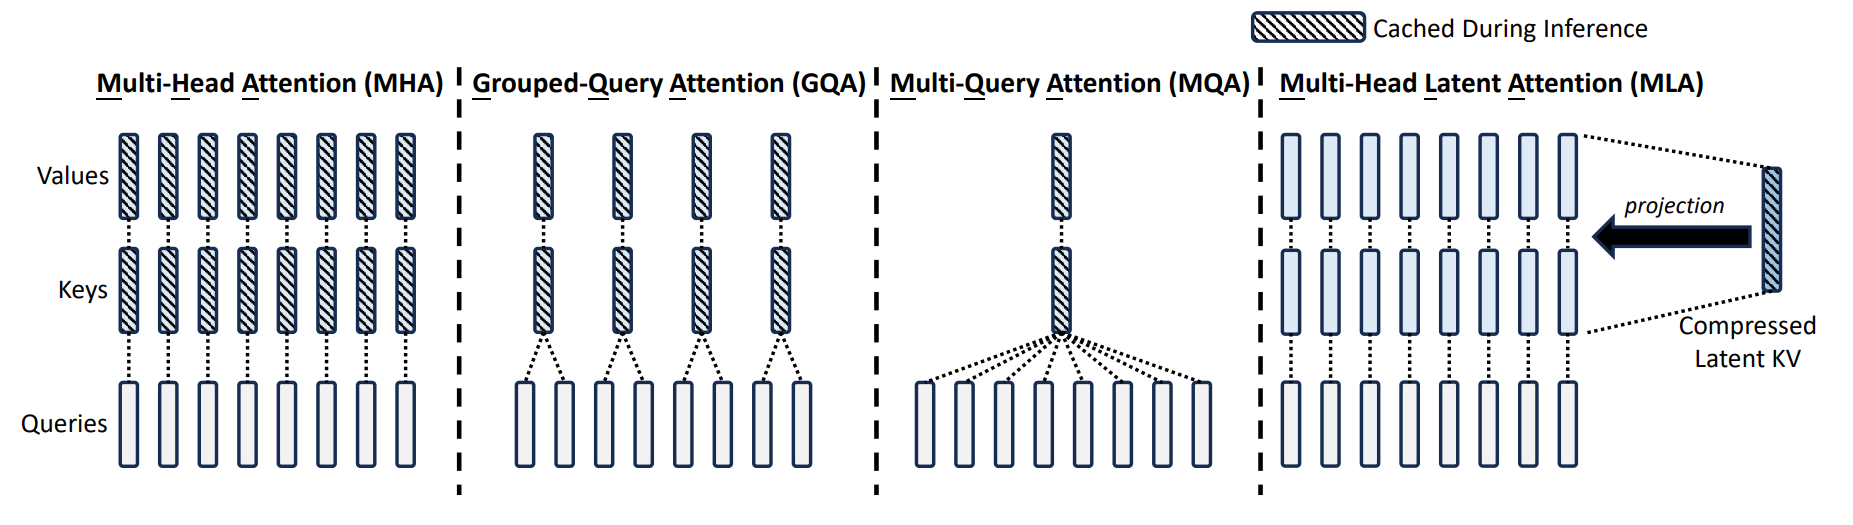 Cached During Inference
Multi-Head Attention (MHA)
Grouped-Query Attention (GQA)
Multi-Query Attention (MQA)
Multi-Head Latent Attention (MLA)
Values
projection
Keys
Compressed
Latent KV
Queries